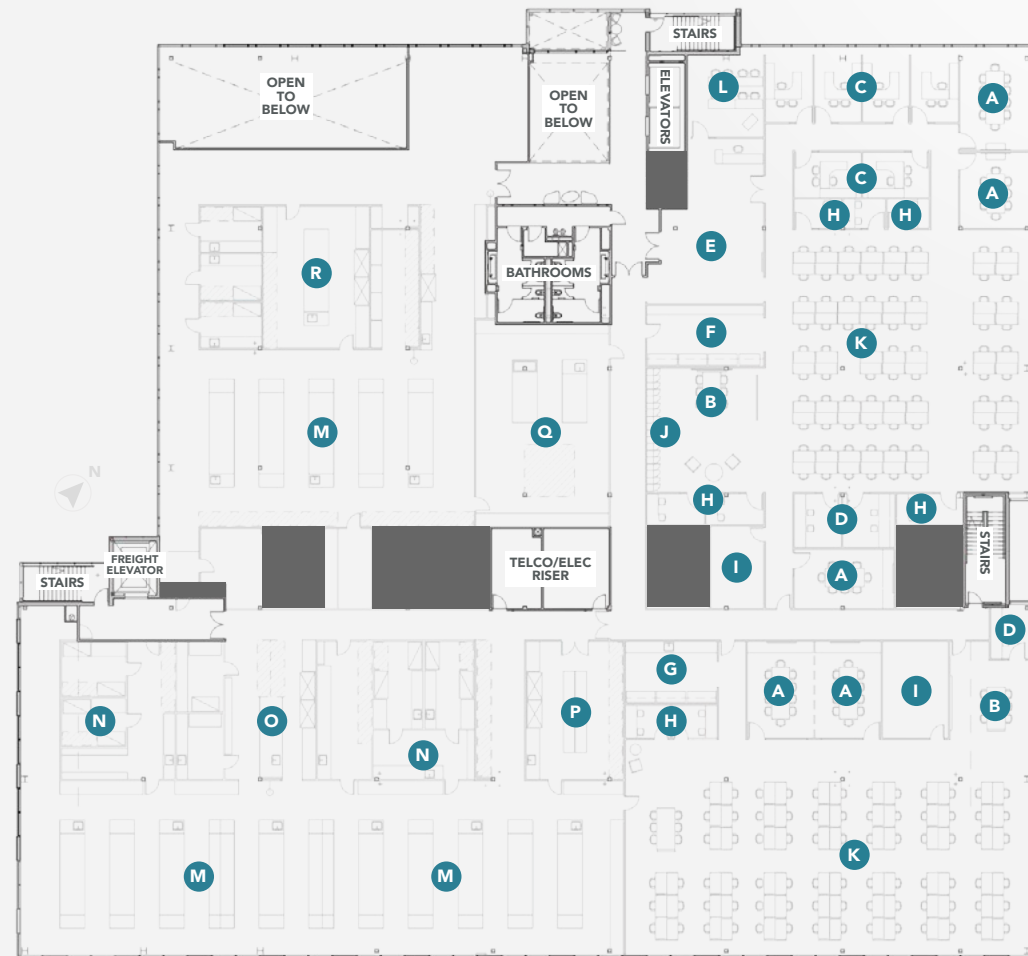 STAIRS
OPEN
TO
BELOW
OPEN
TO
BELOW
ELEVATORS
L
C
A
C
A
H
H
R
BATHROOMS
E
F
K
B
M
Q
J
N
H
H
D
FREIGHT
ELEVATOR
STAIRS
TELCO/ELEC
RISER
I
A
STAIRS
D
G
A
A
I
N
O
P
H
B
N
K
M
M